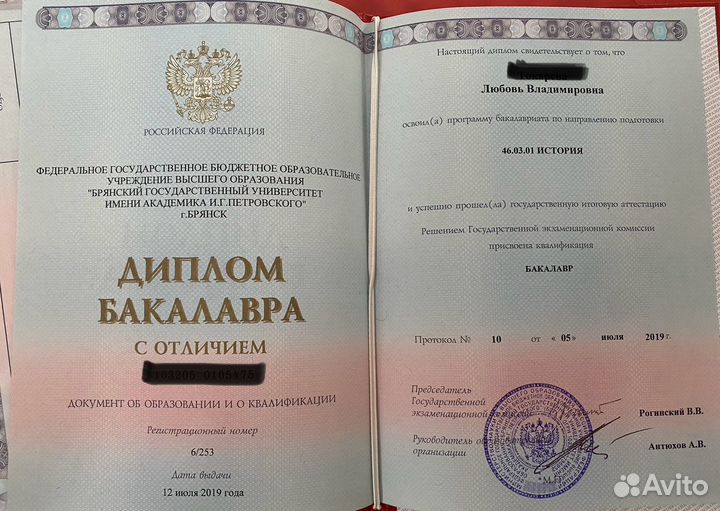 РОССИЙСКАЯ ФЕДЕРАЦИЯ
ФЕДЕРАЛЬНОЕ ГОСУДАРСТВЕННОЕ БЮДЖЕТНОЕ ОБРАЗОВАТЕЛЬНОЕ
УЧРЕЖДЕНИЕ ВЫСШЕГО ОБРАЗОВАНИЯ
"БРЯНСКИЙ ГОСУДАРСТВЕННЫЙ УНИВЕРСИТЕТ
ИМЕНИ АКАДЕМИКА И.Г.ПЕТРОВСКОГО"
г.БРЯНСК
ДИПЛОМ
БАКАЛАВРА
С ОТЛИЧИЕМ
ДОКУМЕНТ ОБ ОБРАЗОВАНИИ И О КВАЛИФИКАЦИИ
Регистрационный номер
6/253
Дата выдачи
12 июля 2019 года
Настоящий диплом свидетельствует о том, что
Любовь Владимировна
освоил(а) программу бакалавриата по направлению подготовки
46.03.01 ИСТОРИЯ
и успешно прошел(ла) государственную итоговую аттестацию
Решением Государственной экзаменационной комиссии
присвоена квалификация
БАКАЛАВР
Протокол № 10 от «05» июля 2019г.
Председатель
Государственной
экзаменационной Рогинский В.В.
Руководитель
организации Антюхов А.В.
М.П.
Avito